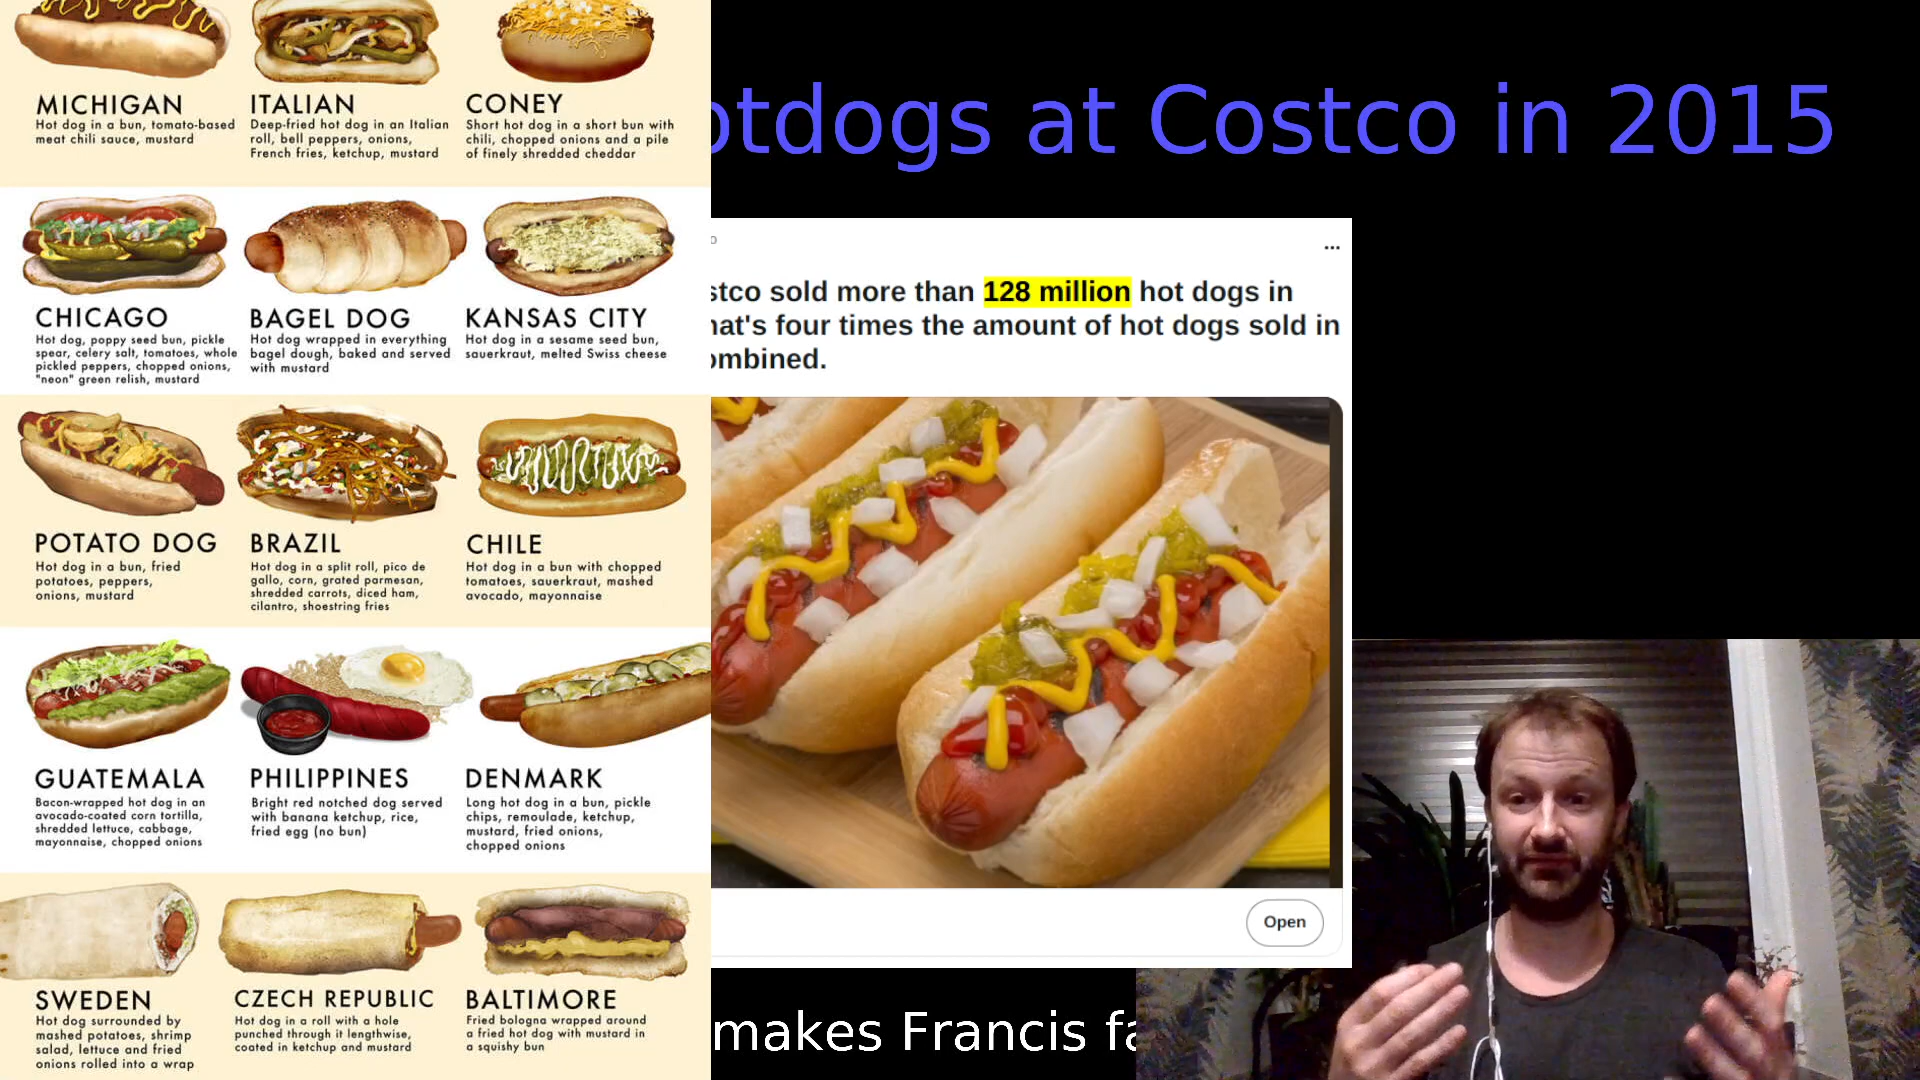 MICHIGAN
Hot dog in a bun, tomato-based
meat chili sauce, mustard
ITALIAN
Deep-fried hot dog in an Italian
roll, bell peppers, onions,
French fries, ketchup, mustard
CONEY
Short hot dog in a short bun with
chili, chopped onions and a pile
of finely shredded cheddar
CHICAGO
Hot dog, poppy seed bun, pickle
spear, celery salt, tomatoes, whole
pickled peppers, chopped onions,
"neon" green relish, mustard
BAGEL DOG
Hot dog wrapped in everything
bagel dough, baked and served
with mustard
KANSAS CITY
Hot dog in a sesame seed bun,
sauerkraut, melted Swiss cheese
POTATO DOG
Hot dog in a bun, fried
potatoes, peppers,
onions, mustard
BRAZIL
Hot dog in a split roll, pico de
gallo, corn, grated parmesan,
shredded carrots, diced ham,
cilantro, shoestring fries
CHILE
Hot dog in a bun with chopped
tomatoes, sauerkraut, mashed
avocado, mayonnaise
GUATEMALA
Bacon-wrapped hot dog in an
avocado-coated corn tortilla,
shredded lettuce, cabbage,
mayonnaise, chopped onions
PHILIPPINES
Bright red notched dog served
with banana ketchup, rice,
fried egg (no bun)
DENMARK
Long hot dog in a bun, pickle
chips, remoulade, ketchup,
mustard, fried onions,
chopped onions
SWEDEN
Hot dog surrounded by
mashed potatoes, shrimp
salad, lettuce and fried
onions rolled into a wrap
CZECH REPUBLIC
Hot dog in a roll with a hole
punched through it lengthwise,
coated in ketchup and mustard
BALTIMORE
Fried bologna wrapped around
a fried hot dog with mustard in
a squishy bun
otdogs at Costco in 2015
stco sold more than 128 million hot dogs in
hat's four times the amount of hot dogs sold in
ombined.
Open
makes Francis fa